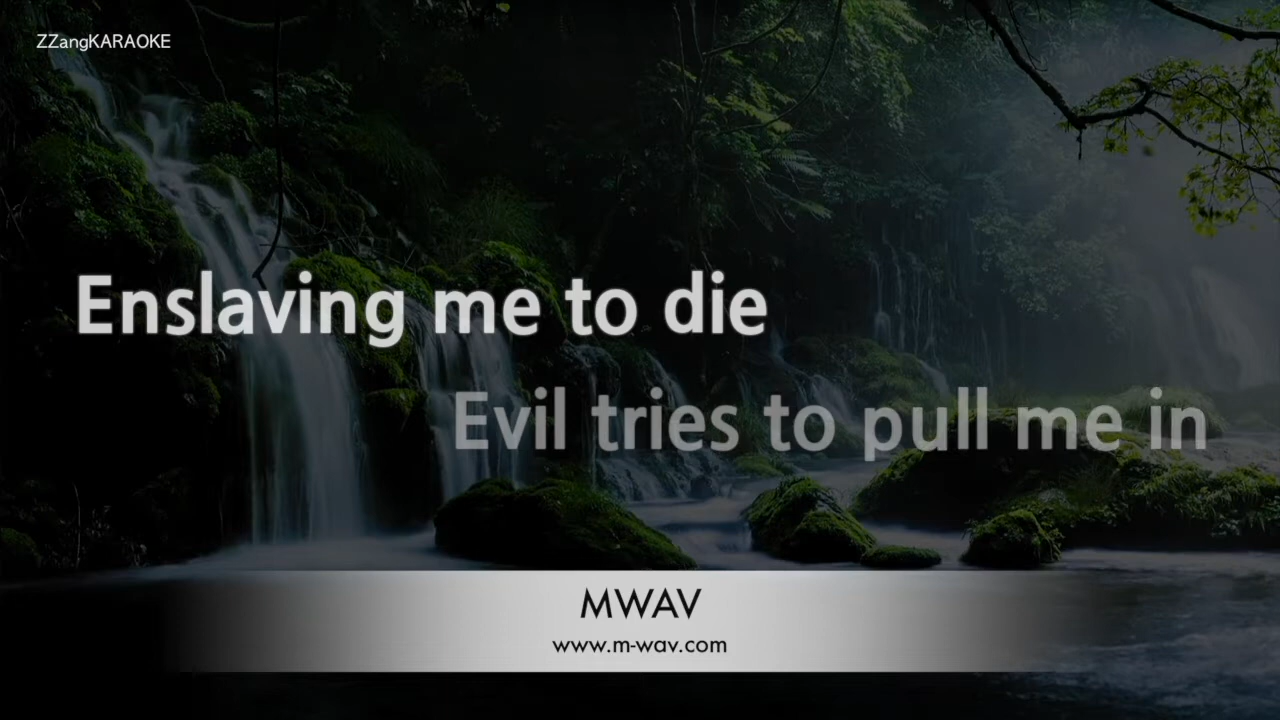 ZZangKARAOKE
Enslaving me to die
Evil tries to pull me in
MWAV
www.m-wav.com